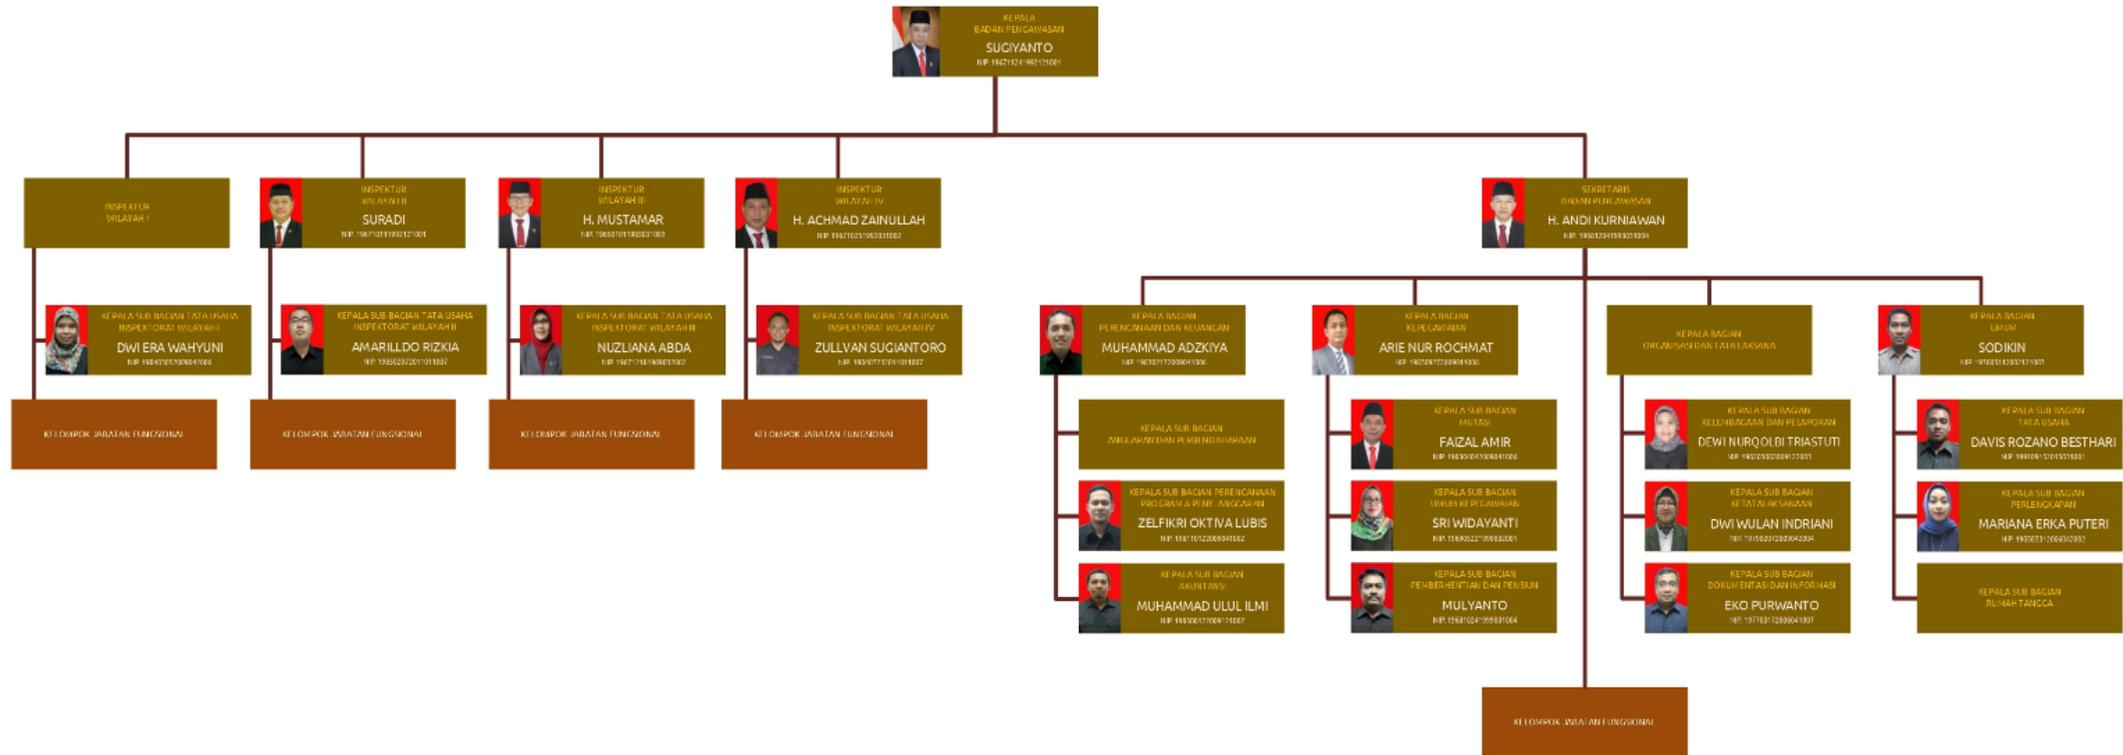 KEPALA
BADAN PENGAWASAN
SUGIYANTO
INSPEKTUR
WILAYAH I
INSPEKTUR
WILAYAH II
SURADI
INSPEKTUR
WILAYAH III
H. MUSTAMAR
INSPEKTUR
WILAYAH IV
H. ACHMAD ZAINULLAH
SEKRETARIS
BADAN PENGAWASAN
H. ANDI KURNIAWAN
KEPALA SUB BAGIAN TATA USAHA
INSPEKTORAT WILAYAH I
DWI ERA WAHYUNI
KEPALA SUB BAGIAN TATA USAHA
INSPEKTORAT WILAYAH II
AMARILLDO RIZKIA
KEPALA SUB BAGIAN TATA USAHA
INSPEKTORAT WILAYAH III
NUZLIANA ABDA
KEPALA SUB BAGIAN TATA USAHA
INSPEKTORAT WILAYAH IV
ZULLVAN SUGIANTORO
KELOMPOK JABATAN FUNGSIONAL
KELOMPOK JABATAN FUNGSIONAL
KELOMPOK JABATAN FUNGSIONAL
KELOMPOK JABATAN FUNGSIONAL
KEPALA BAGIAN
PERENCANAAN DAN KEUANGAN
MUHAMMAD ADZKIYA
KEPALA SUB BAGIAN
ANGGARAN DAN PERBENDAHARAAN
KEPALA SUB BAGIAN PERENCANAAN
PROGRAM & PENY. ANGGARAN
ZELFIKRI OKTIVA LUBIS
KEPALA SUB BAGIAN
AKUNTANSI
MUHAMMAD ULUL ILMI
KEPALA BAGIAN
KEPEGAWAIAN
ARIE NUR ROCHMAT
KEPALA SUB BAGIAN
MUTASI
FAIZAL AMIR
KEPALA SUB BAGIAN
UMUM KEPEGAWAIAN
SRI WIDAYANTI
KEPALA SUB BAGIAN
PEMBERHENTIAN DAN PENSIUN
MULYANTO
KEPALA BAGIAN
ORGANISASI DAN TATA LAKSANA
KEPALA SUB BAGIAN
KELEMBAGAAN DAN PELAPORAN
DEWI NURQOLBI TRIASTUTI
KEPALA SUB BAGIAN
KETATALAKSANAAN
DWI WULAN INDRIANI
KEPALA SUB BAGIAN
DOKUMENTASI DAN INFORMASI
EKO PURWANTO
KEPALA BAGIAN
UMUM
SODIKIN
KEPALA SUB BAGIAN
TATA USAHA
DAVIS ROZANO BESTHARI
KEPALA SUB BAGIAN
PERLENGKAPAN
MARIANA ERKA PUTERI
KEPALA SUB BAGIAN
RUMAH TANGGA
KELOMPOK JABATAN FUNGSIONAL